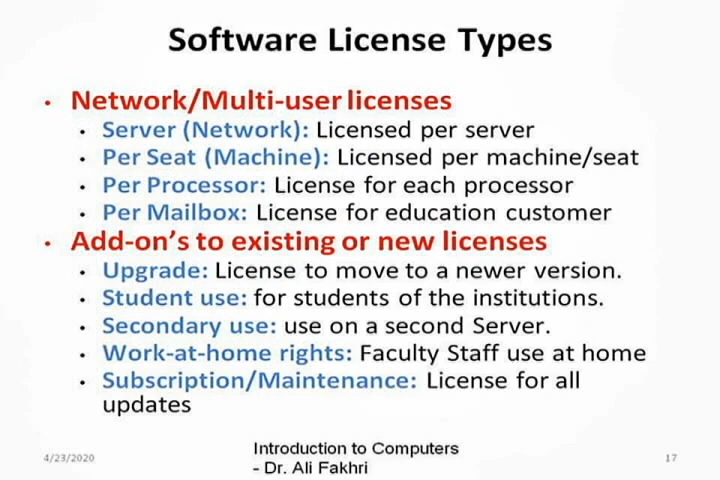 Software License Types
• Network/Multi-user licenses
• Server (Network): Licensed per server
• Per Seat (Machine): Licensed per machine/seat
• Per Processor: License for each processor
• Per Mailbox: License for education customer
• Add-on's to existing or new licenses
• Upgrade: License to move to a newer version.
• Student use: for students of the institutions.
• Secondary use: use on a second Server.
• Work-at-home rights: Faculty Staff use at home
• Subscription/Maintenance: License for all
updates
4/23/2020
Introduction to Computers
- Dr. Ali Fakhri
17